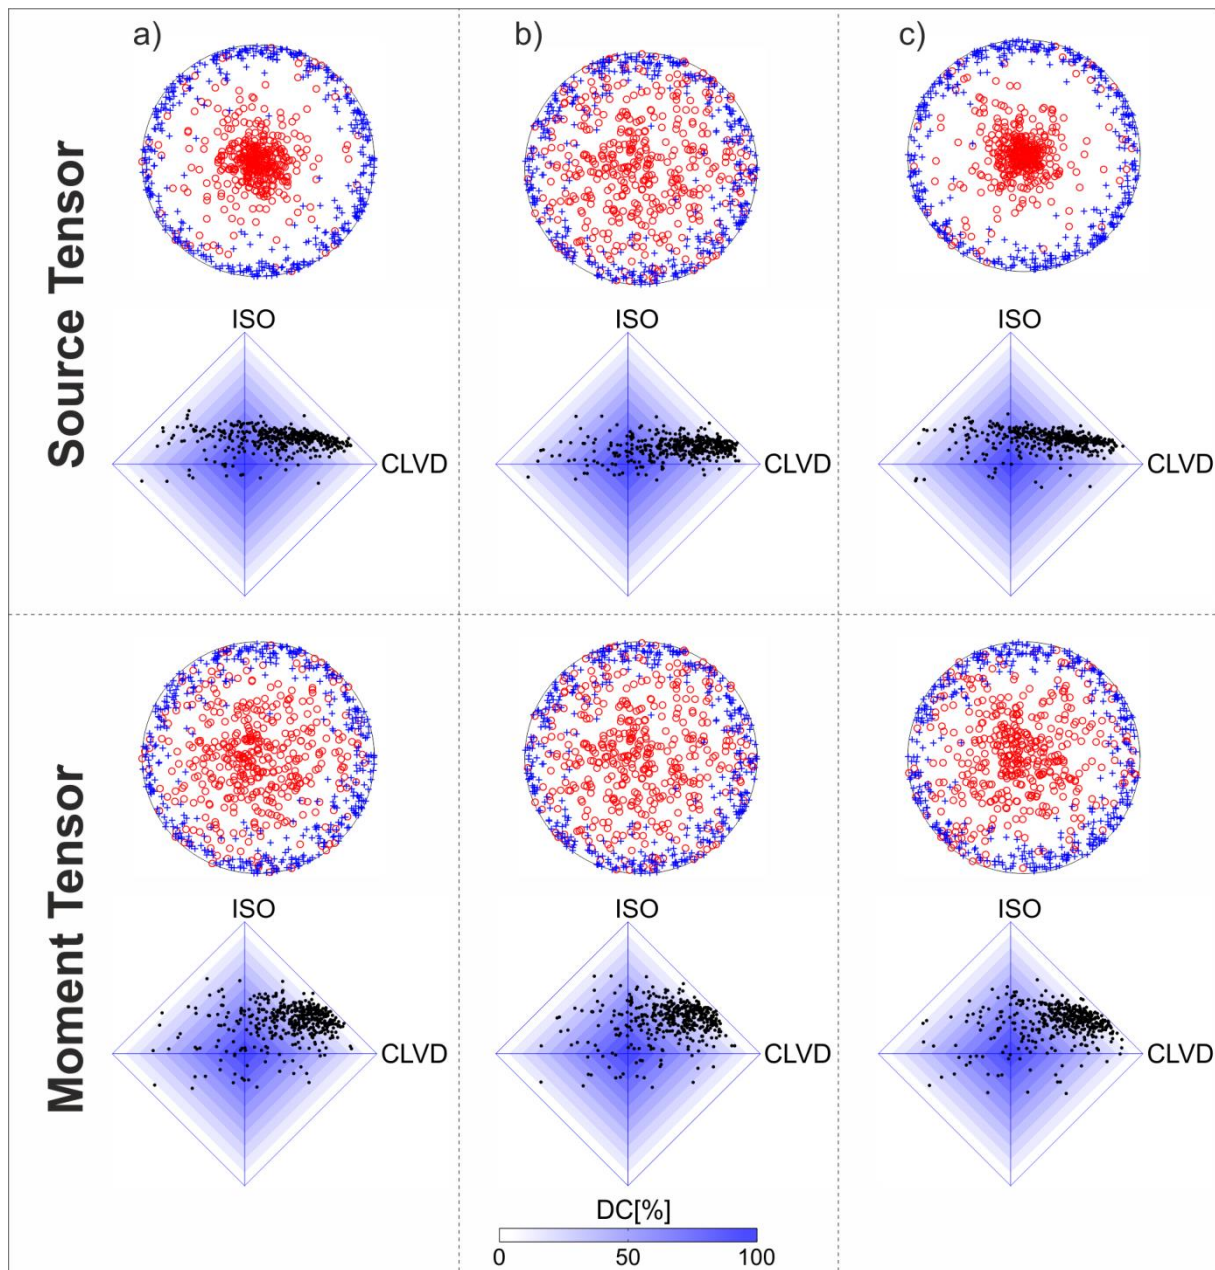 a)
b)
c)
Source Tensor
ISO
ISO
ISO
CLVD
CLVD
CLVD
Moment Tensor
ISO
ISO
ISO
CLVD
CLVD
CLVD
DC[%]
0 50 100